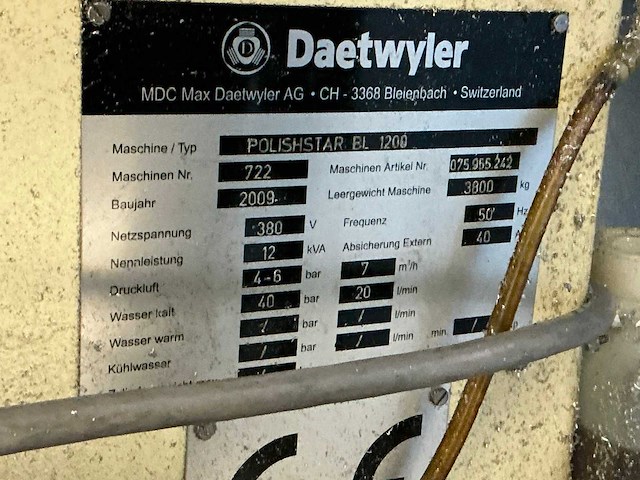 D Daetwyler
MDC Max Daetwyler AG • CH - 3368 Bleienbach • Switzerland
Maschine / Typ POLISHSTAR BL 1200
Maschinen Nr. 722 Maschinen Artikel Nr. 075.955.242
Baujahr 2009 Leergewicht Maschine 3800 kg
Netzspannung 380 V Frequenz 50 Hz
Nennleistung 12 kVA Absicherung Extern 40
Druckluft 4-6 bar 7 m³/h
Wasser kalt 40 bar 20 l/min
Wasser warm / bar / l/min
Kühlwasser / bar / l/min min. /
/
CE